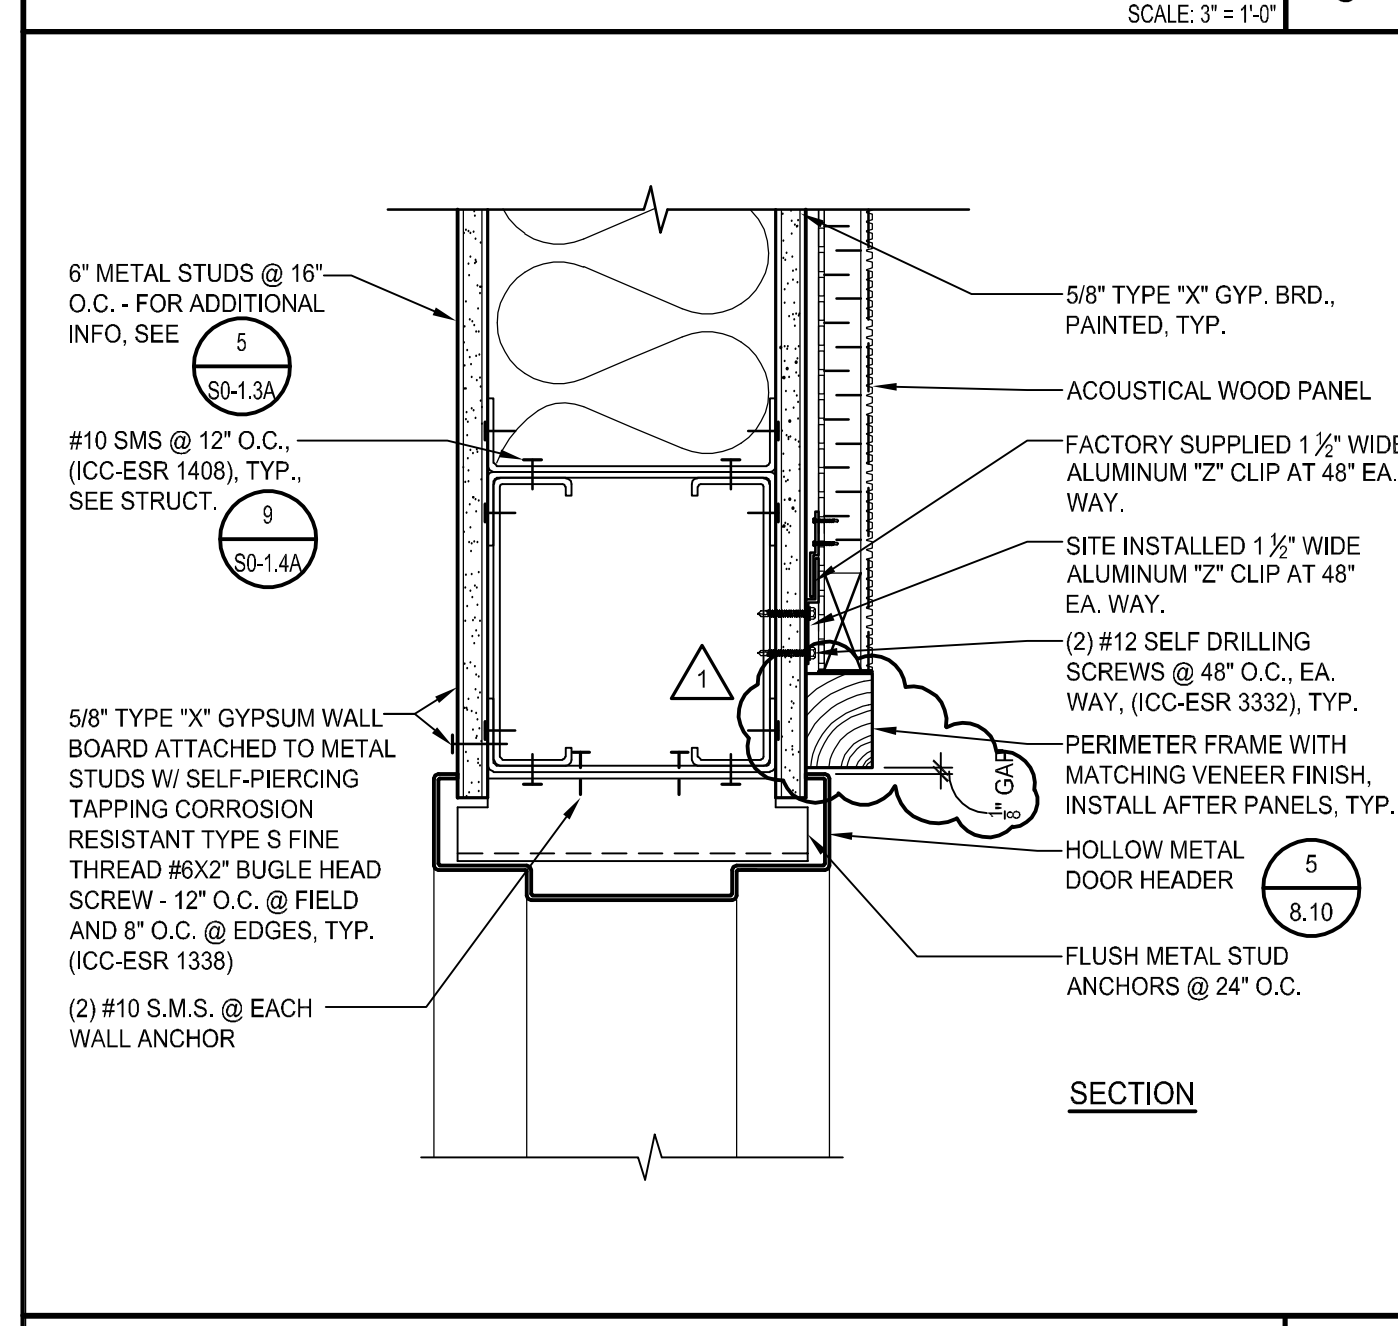 SCALE: 3" = 1'-0"
6" METAL STUDS @ 16"
O.C. - FOR ADDITIONAL
INFO, SEE
5
S0-1.3A
#10 SMS @ 12" O.C.,
(ICC-ESR 1408), TYP.,
SEE STRUCT.
9
S0-1.4A
5/8" TYPE "X" GYPSUM WALL
BOARD ATTACHED TO METAL
STUDS W/ SELF-PIERCING
TAPPING CORROSION
RESISTANT TYPE S FINE
THREAD #6X2" BUGLE HEAD
SCREW - 12" O.C. @ FIELD
AND 8" O.C. @ EDGES, TYP.
(ICC-ESR 1338)
(2) #10 S.M.S. @ EACH
WALL ANCHOR
1
5/8" TYPE "X" GYP. BRD.,
PAINTED, TYP.
ACOUSTICAL WOOD PANEL
FACTORY SUPPLIED 1 ½" WIDE
ALUMINUM "Z" CLIP AT 48" EA.
WAY.
SITE INSTALLED 1 ½" WIDE
ALUMINUM "Z" CLIP AT 48"
EA. WAY.
(2) #12 SELF DRILLING
SCREWS @ 48" O.C., EA.
WAY, (ICC-ESR 3332), TYP.
PERIMETER FRAME WITH
MATCHING VENEER FINISH,
INSTALL AFTER PANELS, TYP.
⅛" GAP
HOLLOW METAL
DOOR HEADER
5
8.10
FLUSH METAL STUD
ANCHORS @ 24" O.C.
SECTION